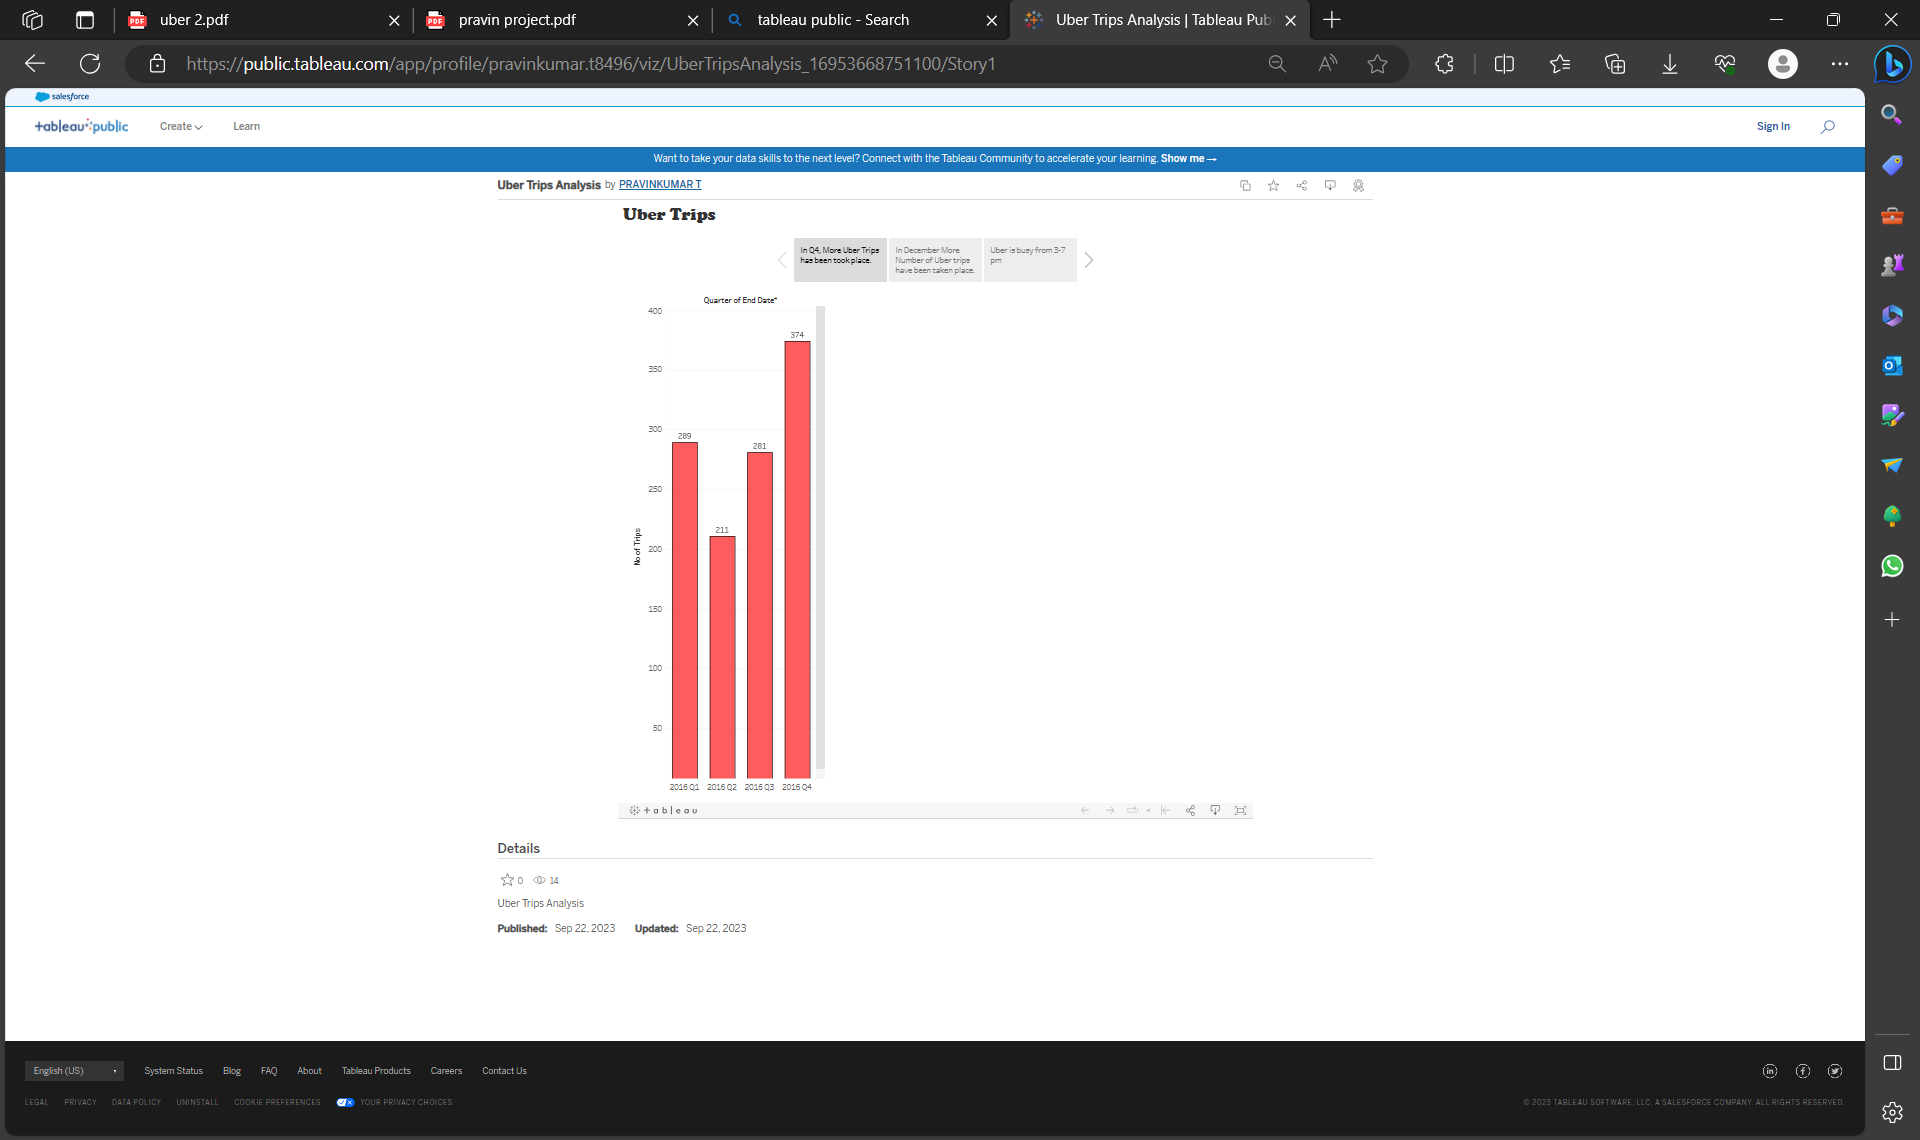 uber 2.pdf
pravin project.pdf
tableau public - Search
Uber Trips Analysis | Tableau Pub
https://public.tableau.com/app/profile/pravinkumar.t8496/viz/UberTripsAnalysis_16953668751100/Story1
salesforce
+ableau+public
Create
Learn
Sign In
Want to take your data skills to the next level? Connect with the Tableau Community to accelerate your learning. Show me→
Uber Trips Analysis by PRAVINKUMAR T
Uber Trips
In Q4, More Uber Trips
has been took place.
In December More
Number of Uber trips
have been taken place.
Uber is busy from 3-7
pm
Quarter of End Date*
No of Trips
400
350
300
250
200
150
100
50
289
211
281
374
2016 Q1
2016 Q2
2016 Q3
2016 Q4
+ableau
Details
0
14
Uber Trips Analysis
Published: Sep 22, 2023 Updated: Sep 22, 2023
English (US)
System Status
Blog
FAQ
About
Tableau Products
Careers
Contact Us
LEGAL
PRIVACY
DATA POLICY
UNINSTALL
COOKIE PREFERENCES
YOUR PRIVACY CHOICES
© 2023 TABLEAU SOFTWARE, LLC, A SALESFORCE COMPANY. ALL RIGHTS RESERVED.